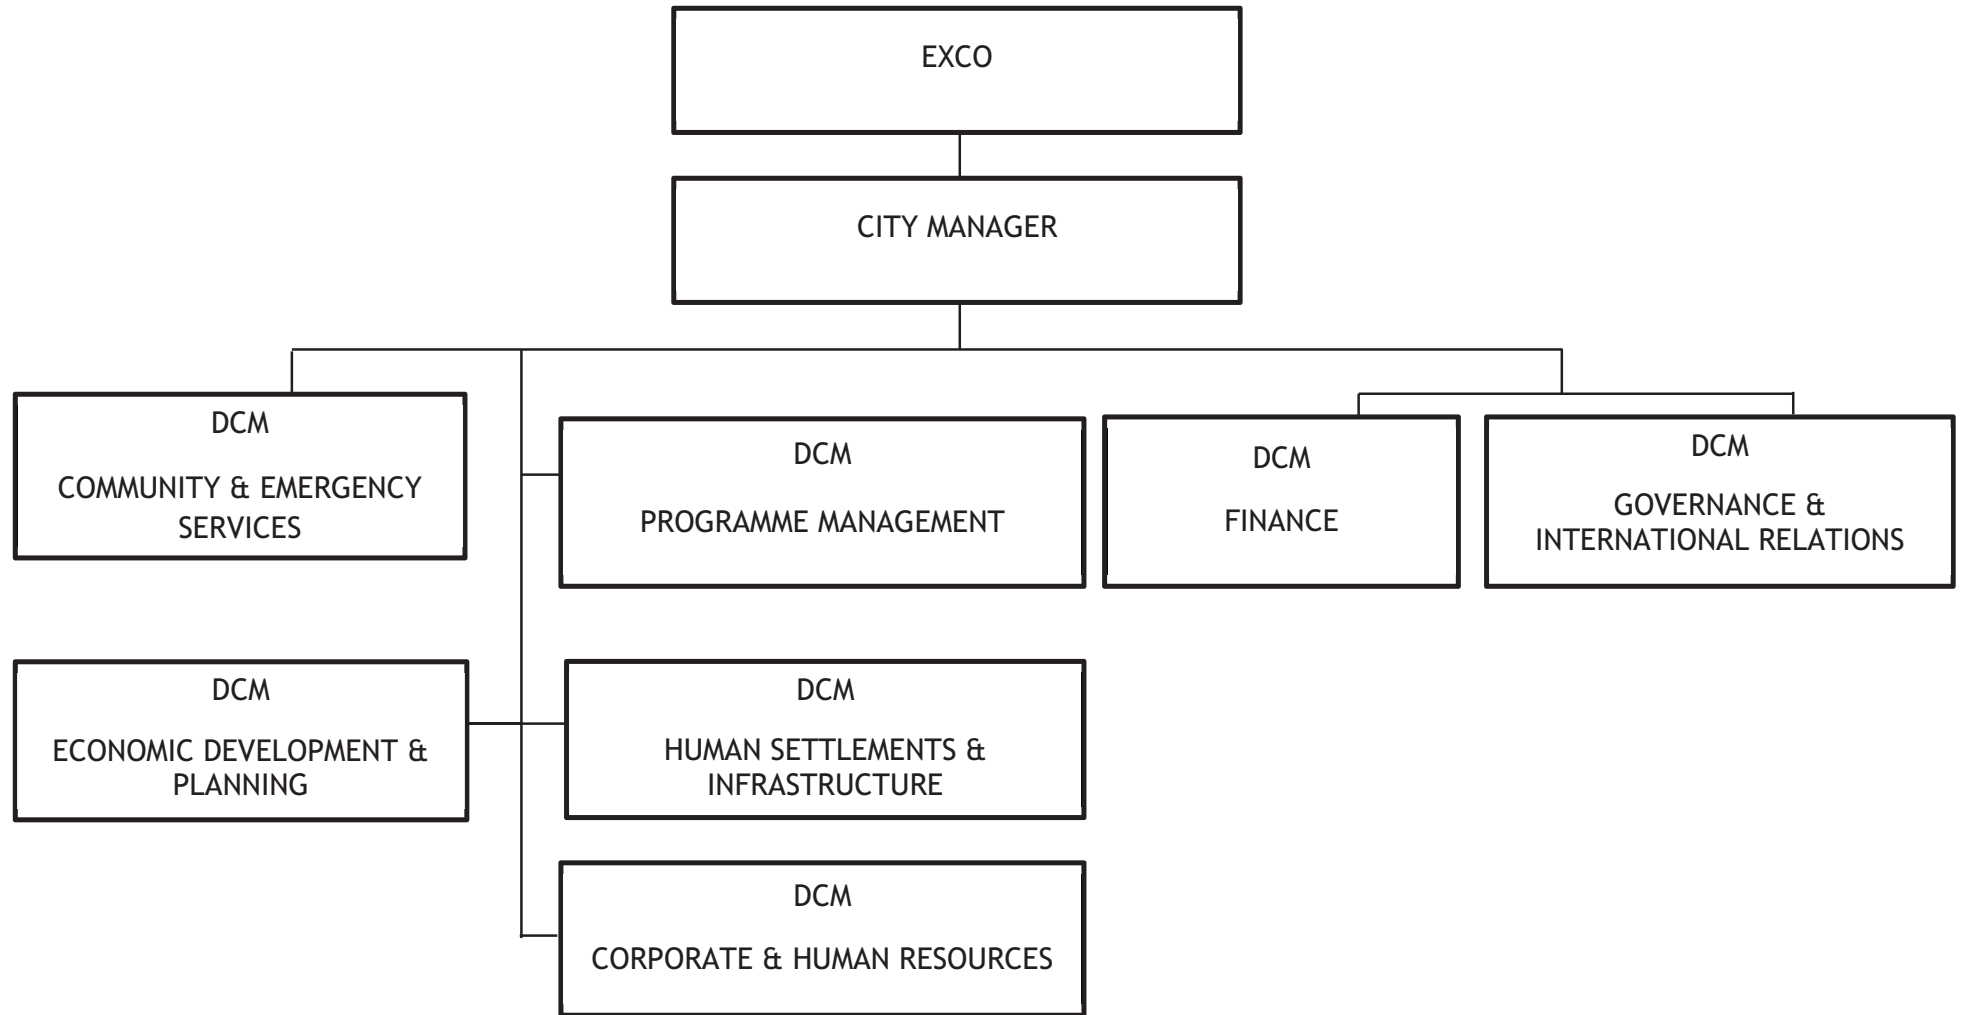 EXCO
CITY MANAGER
DCM
COMMUNITY & EMERGENCY
SERVICES
DCM
PROGRAMME MANAGEMENT
DCM
FINANCE
DCM
GOVERNANCE &
INTERNATIONAL RELATIONS
DCM
ECONOMIC DEVELOPMENT &
PLANNING
DCM
HUMAN SETTLEMENTS &
INFRASTRUCTURE
DCM
CORPORATE & HUMAN RESOURCES